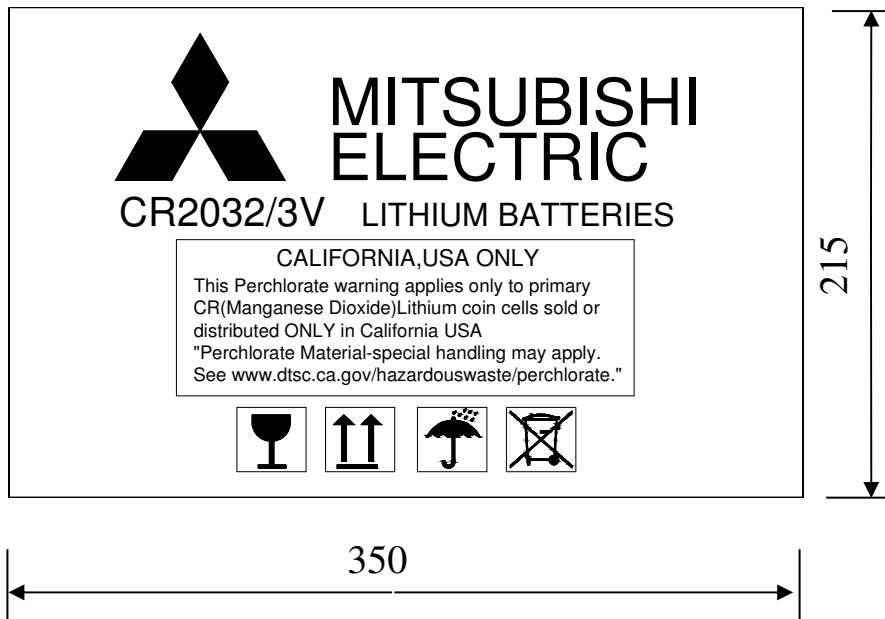 MITSUBISHI
ELECTRIC
CR2032/3V LITHIUM BATTERIES
CALIFORNIA,USA ONLY
This Perchlorate warning applies only to primary
CR(Manganese Dioxide)Lithium coin cells sold or
distributed ONLY in California USA
"Perchlorate Material-special handling may apply.
See www.dtsc.ca.gov/hazardouswaste/perchlorate."
215
350